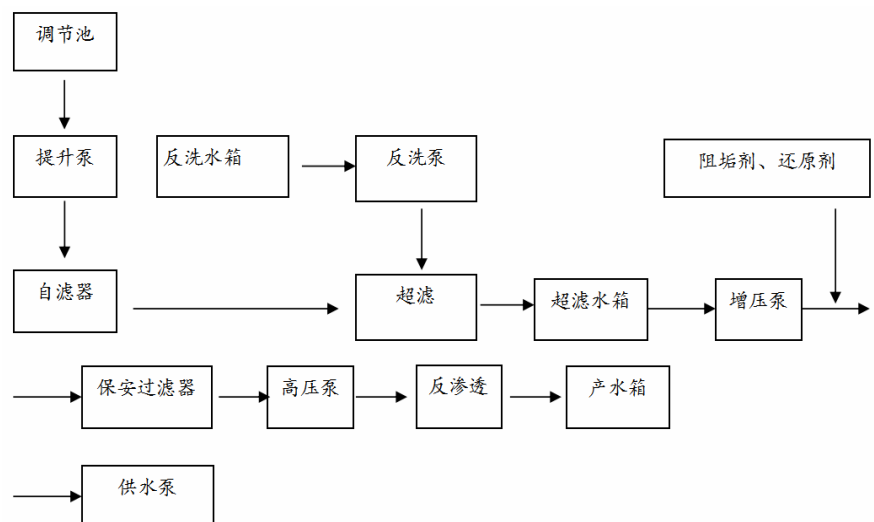 调节池
提升泵
反洗水箱
反洗泵
阻垢剂、还原剂
自滤器
超滤
超滤水箱
增压泵
保安过滤器
高压泵
反渗透
产水箱
供水泵